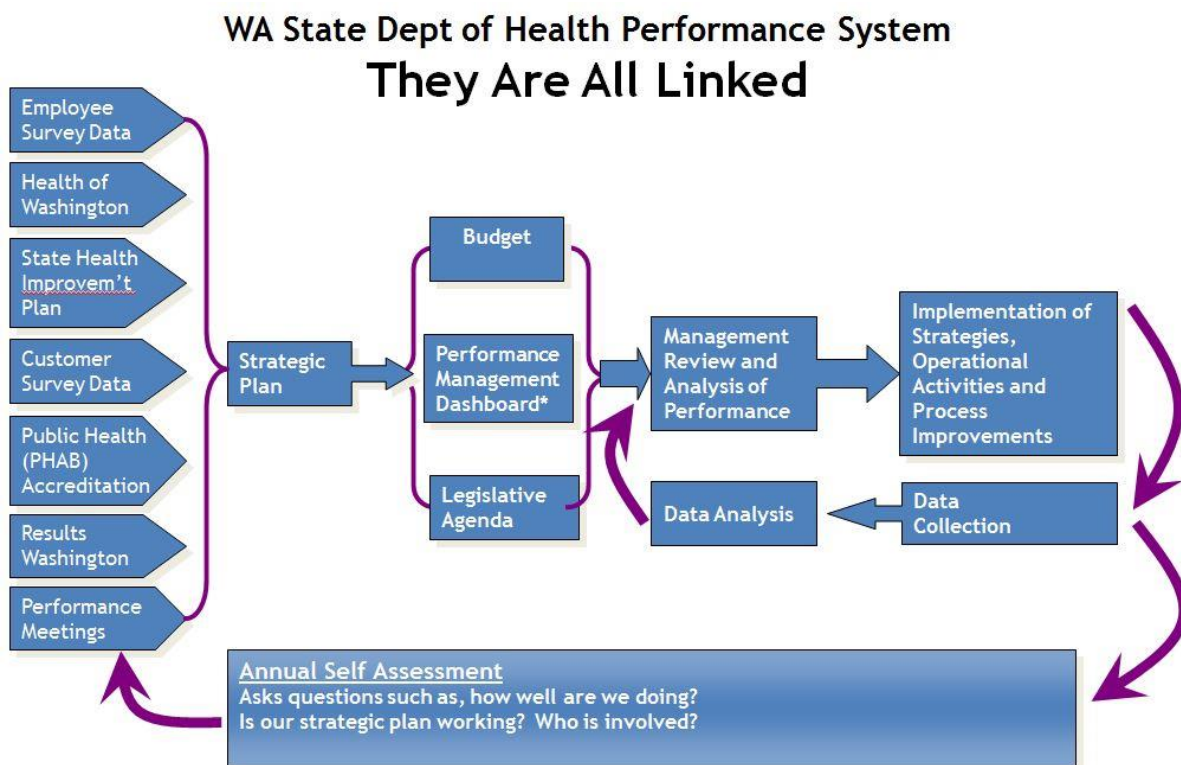 WA State Dept of Health Performance System
They Are All Linked
Employee
Survey Data
Health of
Washington
State Health
Improvem't
Plan
Customer
Survey Data
Public Health
(PHAB)
Accreditation
Results
Washington
Performance
Meetings
Strategic
Plan
Budget
Performance
Management
Dashboard*
Legislative
Agenda
Management
Review and
Analysis of
Performance
Implementation of
Strategies,
Operational
Activities and
Process
Improvements
Data Analysis
Data
Collection
Annual Self Assessment
Asks questions such as, how well are we doing?
Is our strategic plan working?  Who is involved?